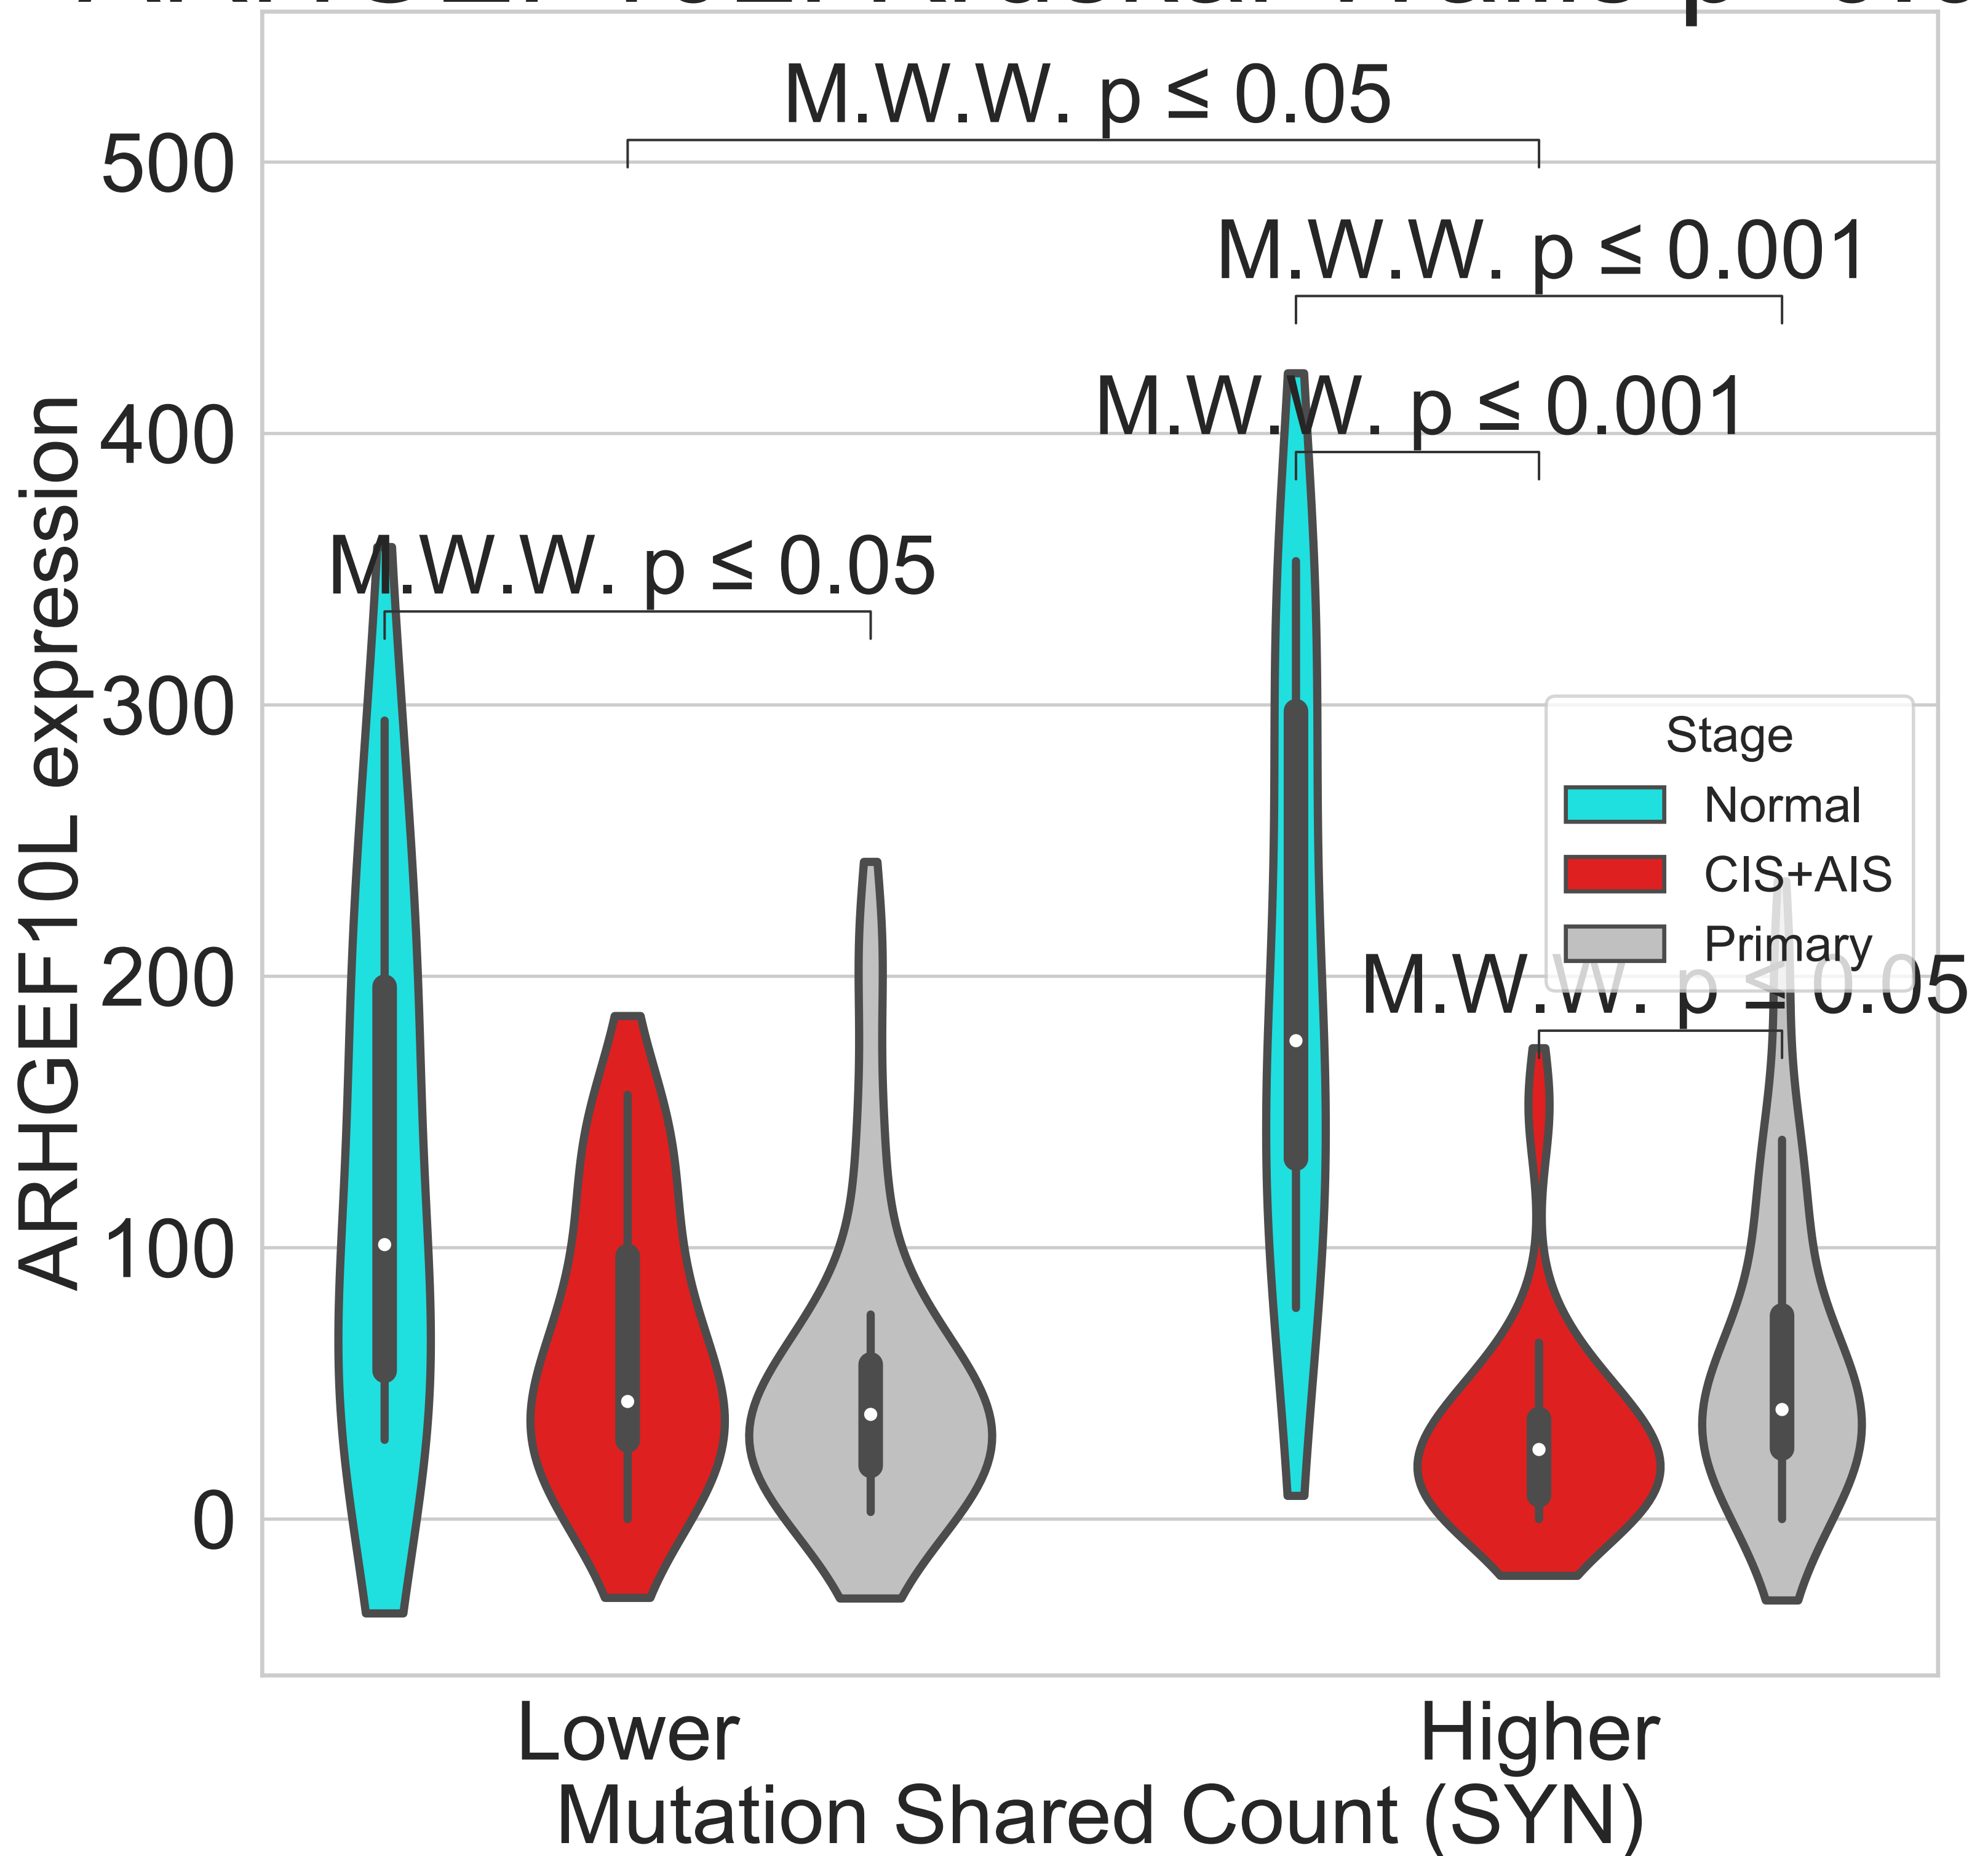 M.W.W. p ≤ 0.05
500
M.W.W. p ≤ 0.001
M.W.W. p ≤ 0.001
400
M.W.W. p ≤ 0.05
ARHGEF10L expression
300
Stage
Normal
CIS+AIS
Primary
M.W.W. p ≤ 0.05
200
100
0
Lower
Higher
Mutation Shared Count (SYN)